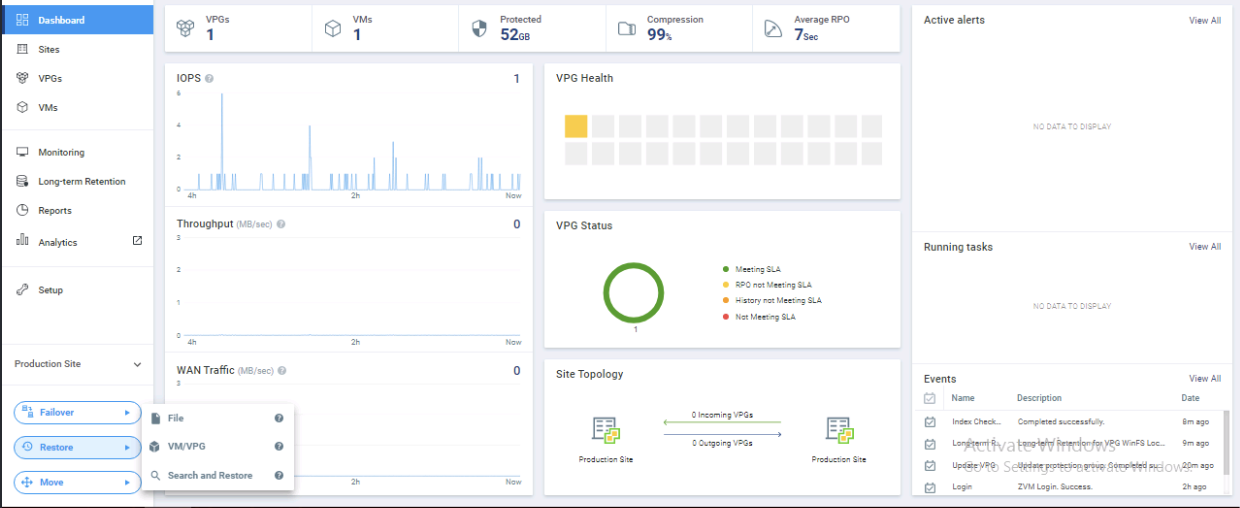 Dashboard
Sites
VPGs
VMs
Monitoring
Long-term Retention
Reports
Analytics
Setup
Production Site
Failover
Restore
Move
File
VM/VPG
Search and Restore
VPGs
1
VMs
1
Protected
52GB
Compression
99%
Average RPO
7Sec
IOPS
1
6
4
2
0
4h 2h Now
Throughput (MB/sec)
0
3
2
1
0
4h 2h Now
WAN Traffic (MB/sec)
0
3
2h Now
VPG Health
VPG Status
1
Meeting SLA
RPO not Meeting SLA
History not Meeting SLA
Not Meeting SLA
Site Topology
0 Incoming VPGs
0 Outgoing VPGs
Production Site
Production Site
Active alerts View All
NO DATA TO DISPLAY
Running tasks View All
NO DATA TO DISPLAY
Events View All
Name Description Date
Index Check... Completed successfully. 8m ago
Long-term R... Long-term Retention for VPG WinFS Loc... 9m ago
Update VPG Update protection group. Completed su... 20m ago
Login ZVM Login. Success. 2h ago
Activate Windows
Go to Settings to activate Windows.